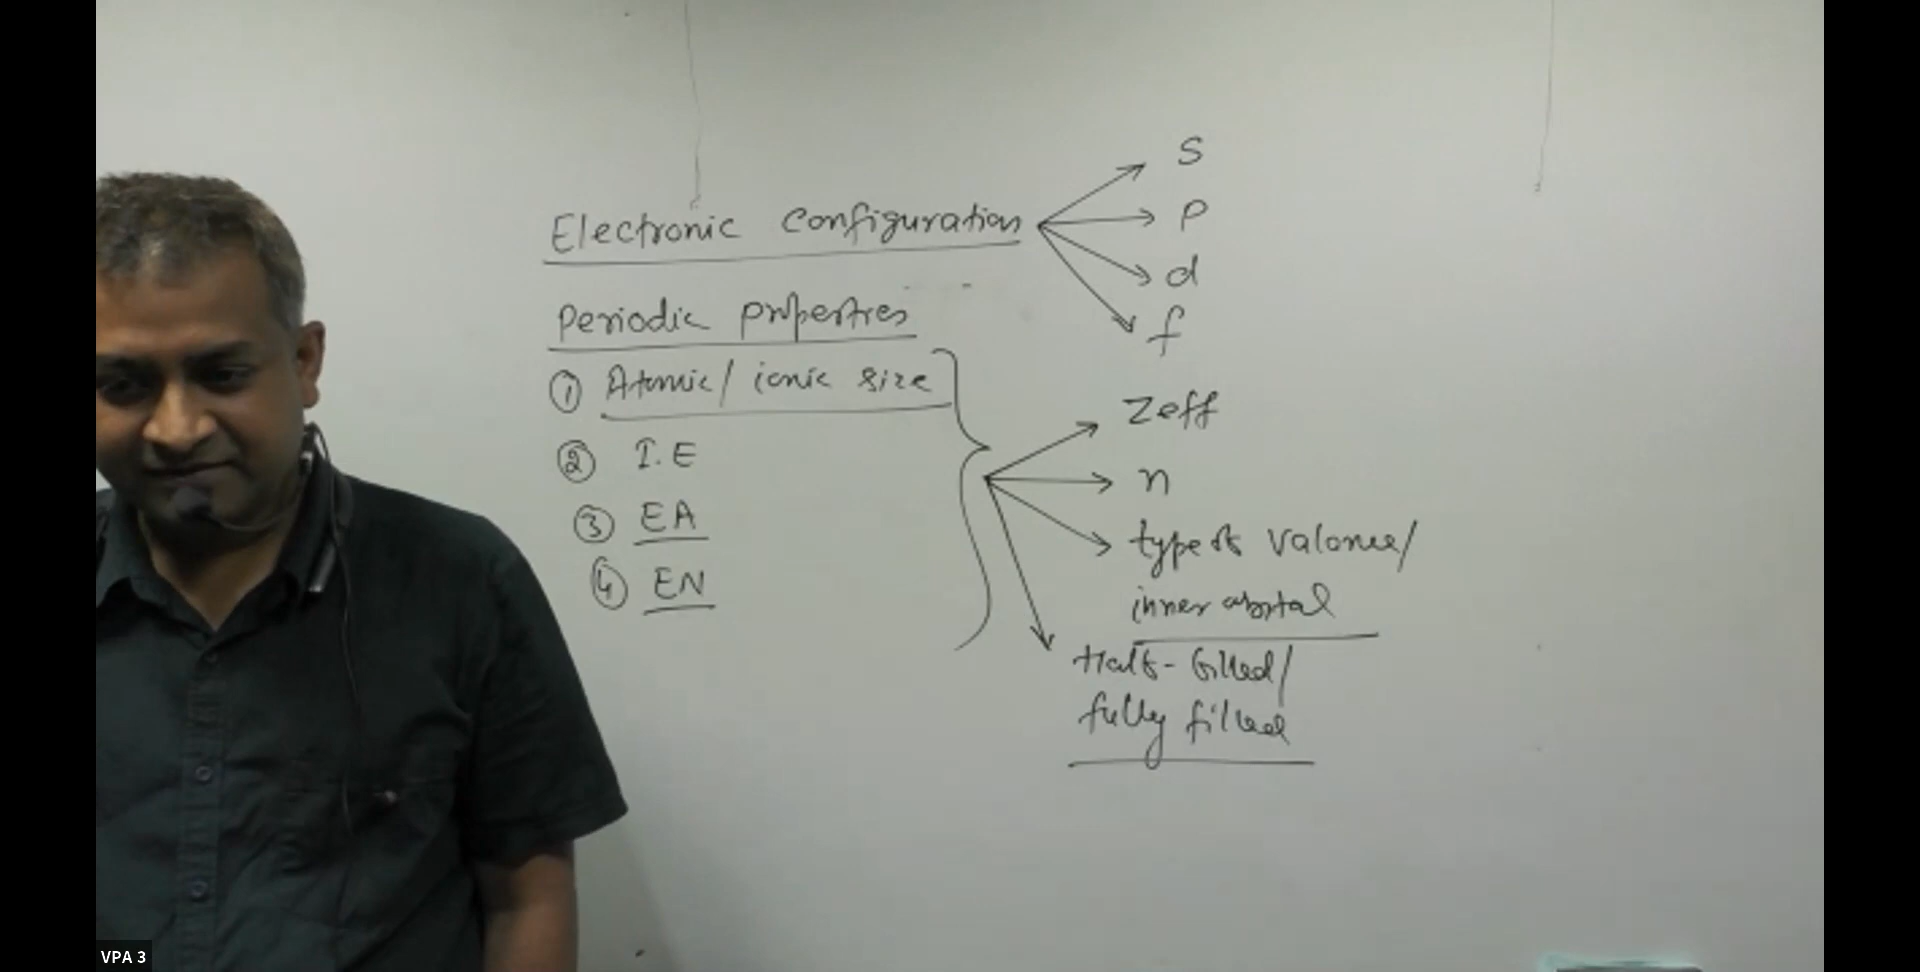 Electronic Configuration
S
P
d
f
Periodic properties
① Atomic / ionic size
② I.E
③ EA
④ EN
Zeff
n
type of valence /
inner orbital
Half-filled /
fully filled
VPA 3